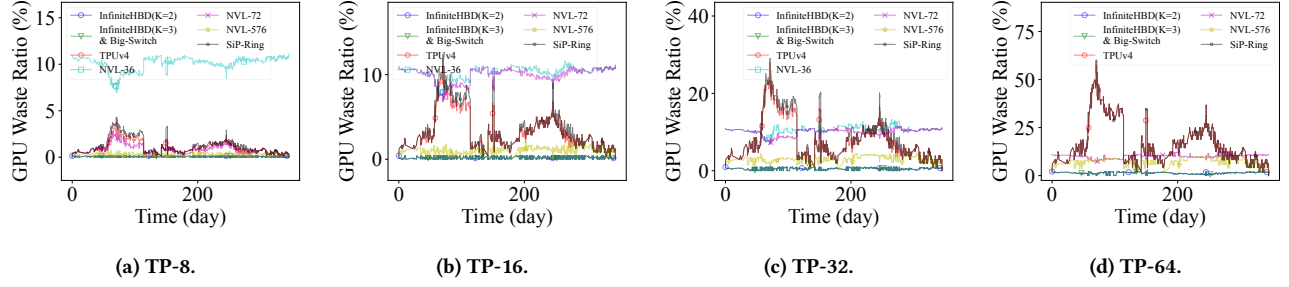 GPU Waste Ratio (%)
15
10
5
0
InfiniteHBD(K=2)
InfiniteHBD(K=3)
& Big-Switch
TPUv4
NVL-36
NVL-72
NVL-576
SiP-Ring
0
200
Time (day)
(a) TP-8.
GPU Waste Ratio (%)
10
0
InfiniteHBD(K=2)
InfiniteHBD(K=3)
& Big-Switch
TPUv4
NVL-36
NVL-72
NVL-576
SiP-Ring
0
200
Time (day)
(b) TP-16.
GPU Waste Ratio (%)
40
20
0
InfiniteHBD(K=2)
InfiniteHBD(K=3)
& Big-Switch
TPUv4
NVL-36
NVL-72
NVL-576
SiP-Ring
0
200
Time (day)
(c) TP-32.
GPU Waste Ratio (%)
75
50
25
0
InfiniteHBD(K=2)
InfiniteHBD(K=3)
& Big-Switch
TPUv4
NVL-72
NVL-576
SiP-Ring
0
200
Time (day)
(d) TP-64.